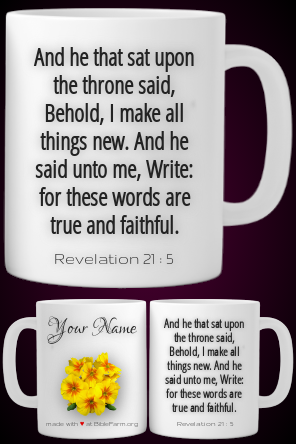 And he that sat upon
the throne said,
Behold, I make all
things new. And he
said unto me, Write:
for these words are
true and faithful.
Revelation 21 : 5
Your Name
made with ♥ at BibleFarm.org
And he that sat upon
the throne said,
Behold, I make all
things new. And he
said unto me, Write:
for these words are
true and faithful.
Revelation 21 : 5